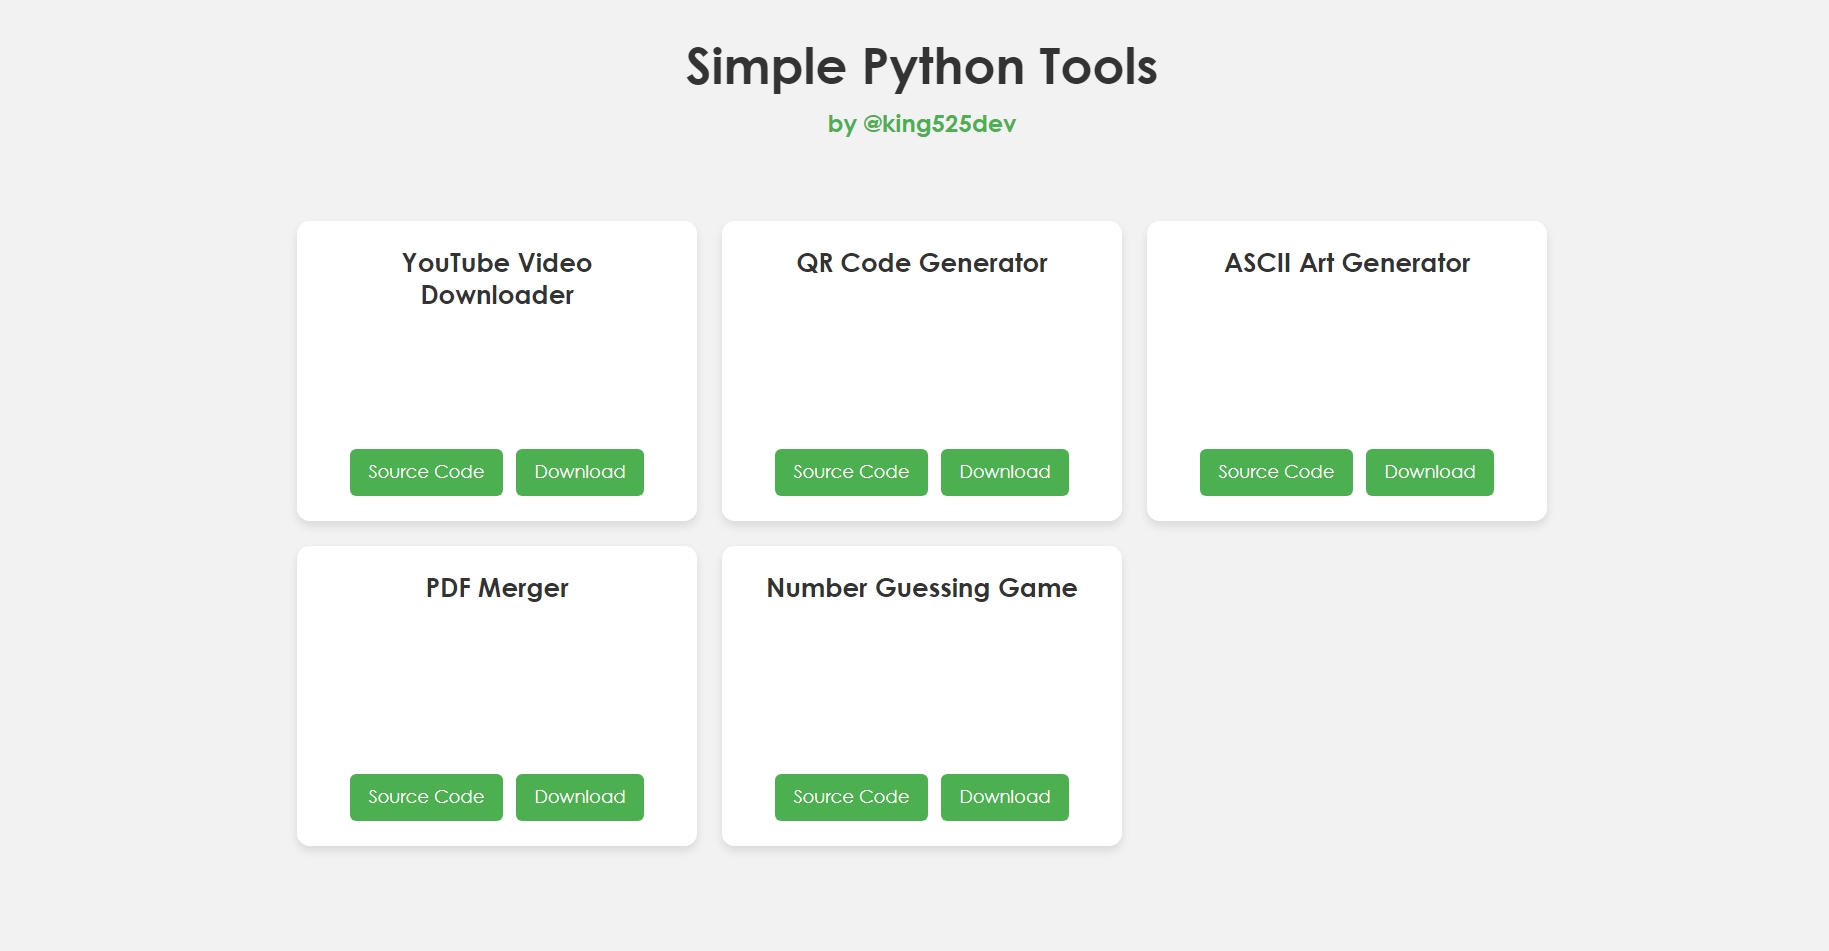 Simple Python Tools
by @king525dev
YouTube Video
Downloader
Source Code
Download
QR Code Generator
Source Code
Download
ASCII Art Generator
Source Code
Download
PDF Merger
Source Code
Download
Number Guessing Game
Source Code
Download